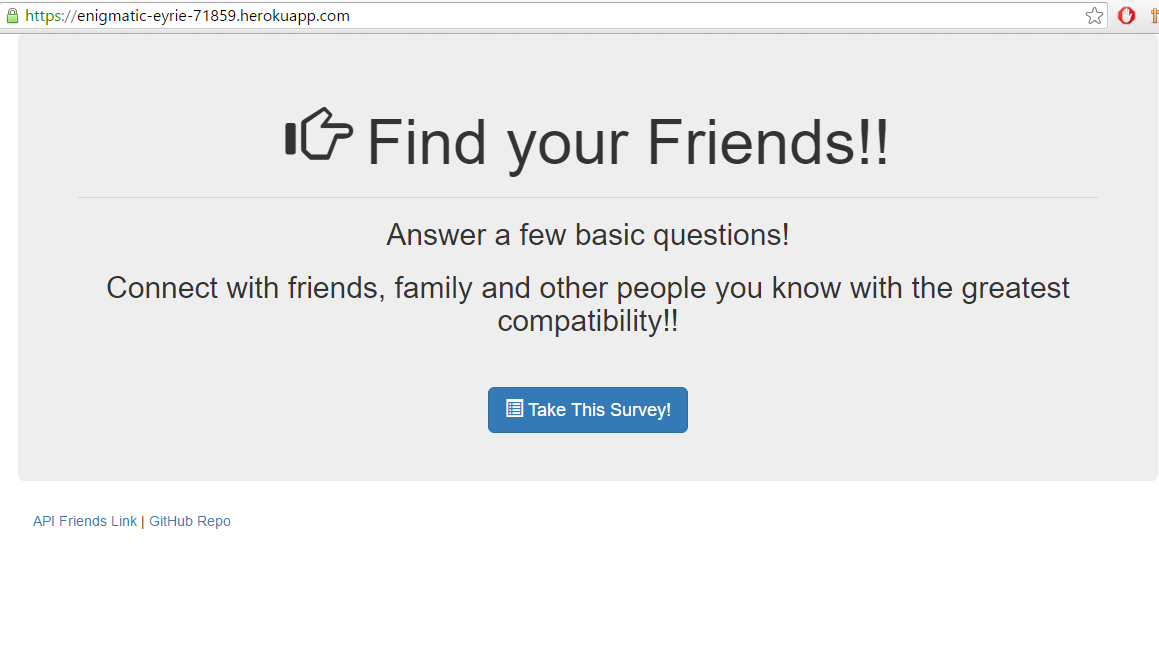 https://enigmatic-eyrie-71859.herokuapp.com
Find your Friends!!
Answer a few basic questions!
Connect with friends, family and other people you know with the greatest
compatibility!!
Take This Survey!
API Friends Link | GitHub Repo